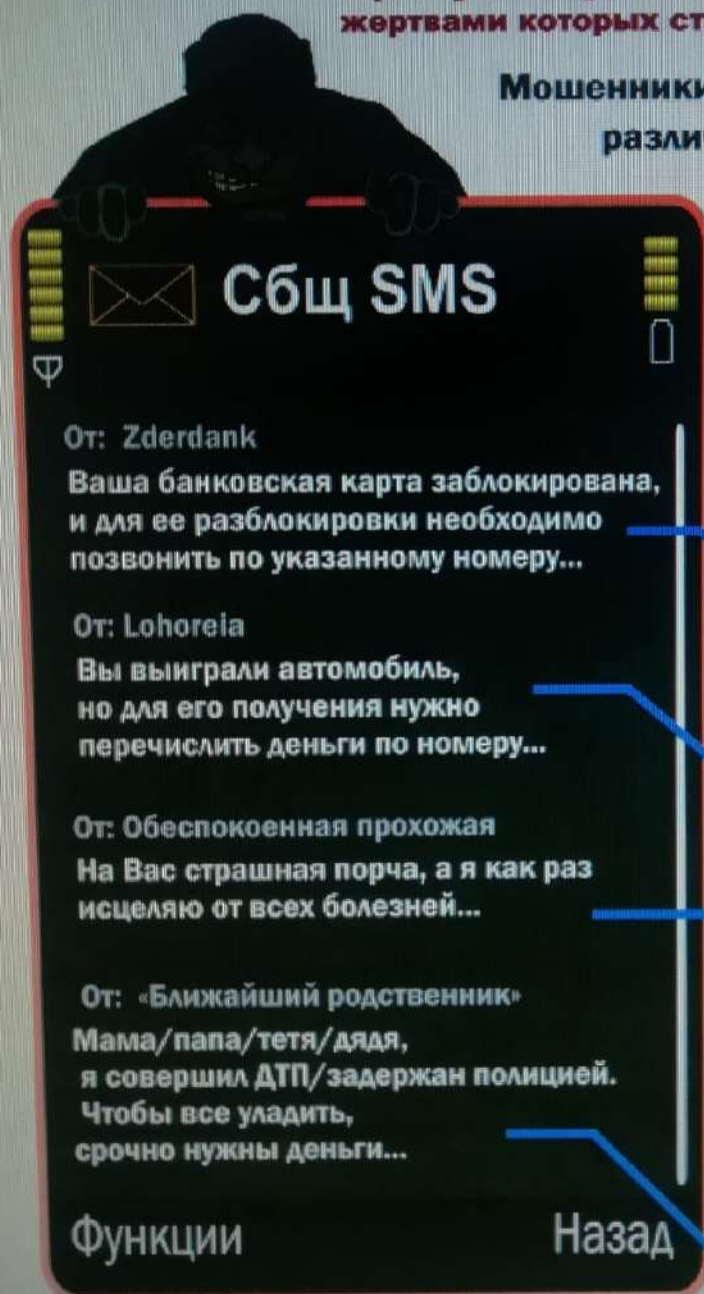 жертвами которых ст
Мошенники
разли
Сбщ SMS
От: Zderdank
Ваша банковская карта заблокирована,
и для ее разблокировки необходимо
позвонить по указанному номеру...
От: Lohoreia
Вы выиграли автомобиль,
но для его получения нужно
перечислить деньги по номеру...
От: Обеспокоенная прохожая
На Вас страшная порча, а я как раз
исцеляю от всех болезней...
От: «Ближайший родственник»
Мама/папа/тетя/дядя,
я совершил ДТП/задержан полицией.
Чтобы все уладить,
срочно нужны деньги...
Функции
Назад